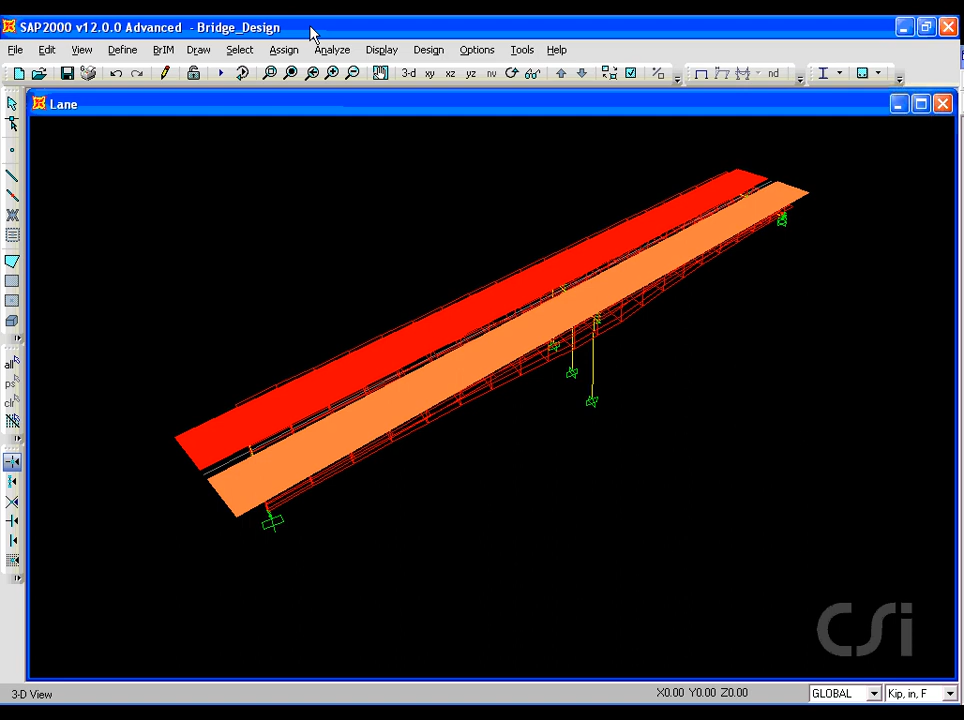 SAP2000 v12.0.0 Advanced - Bridge_Design
File Edit View Define BrIM Draw Select Assign Analyze Display Design Options Tools Help
3-d xy xz yz nv nd
Lane
all
ps
clr
CSi
3-D View X0.00 Y0.00 Z0.00 GLOBAL Kip, in, F